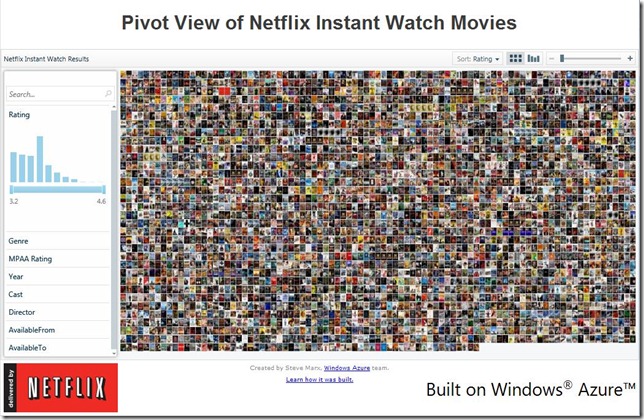 Pivot View of Netflix Instant Watch Movies
Netflix Instant Watch Results
Sort: Rating
Search...
Rating
3.2 4.6
Genre
MPAA Rating
Year
Cast
Director
AvailableFrom
AvailableTo
delivered by
NETFLIX
Created by Steve Marx, Windows Azure team.
Learn how it was built.
Built on Windows® Azure™